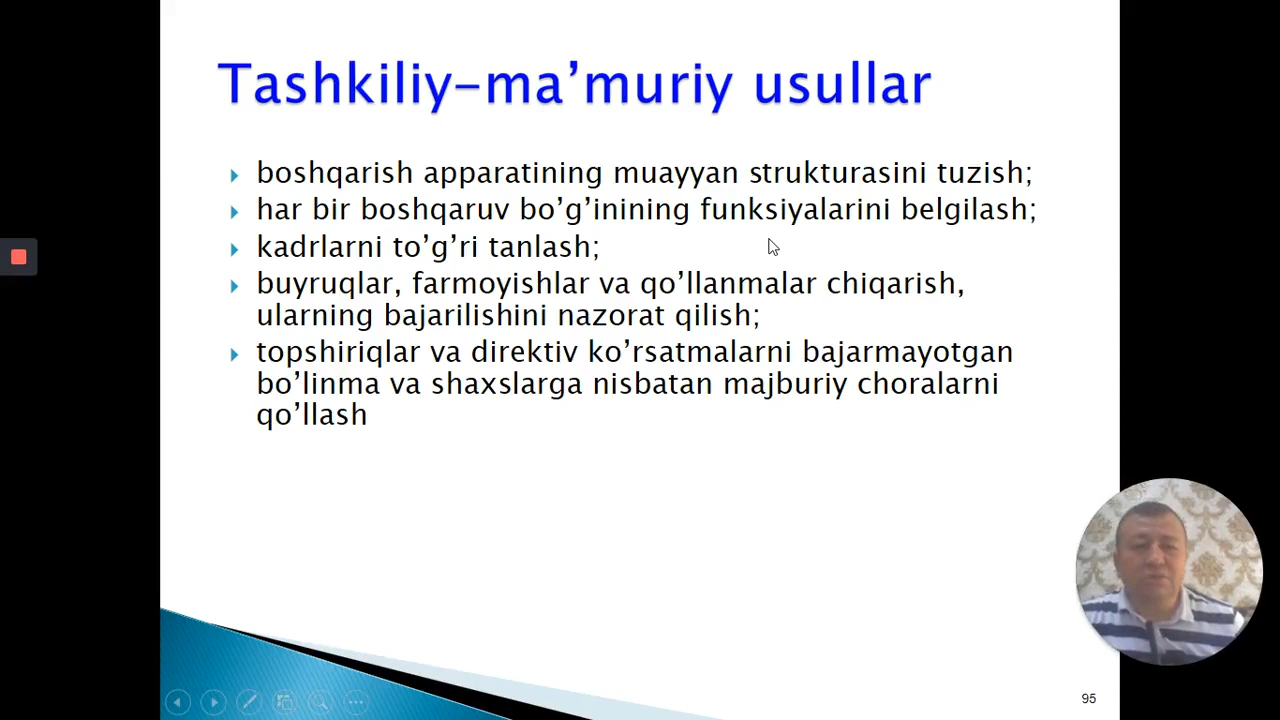 Tashkiliy-ma’muriy usullar
boshqarish apparatining muayyan strukturasini tuzish;
har bir boshqaruv bo’g’inining funksiyalarini belgilash;
kadrlarni to’g’ri tanlash;
buyruqlar, farmoyishlar va qo’llanmalar chiqarish,
ularning bajarilishini nazorat qilish;
topshiriqlar va direktiv ko’rsatmalarni bajarmayotgan
bo’linma va shaxslarga nisbatan majburiy choralarni
qo’llash
95